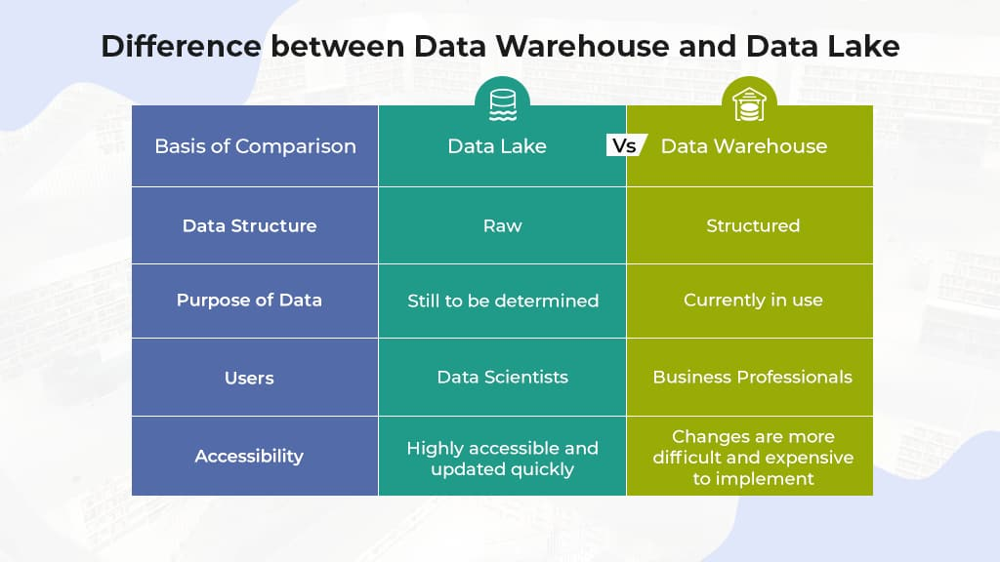 Difference between Data Warehouse and Data Lake
Basis of Comparison
Data Lake
Vs
Data Warehouse
Data Structure
Raw
Structured
Purpose of Data
Still to be determined
Currently in use
Users
Data Scientists
Business Professionals
Accessibility
Highly accessible and
updated quickly
Changes are more
difficult and expensive
to implement